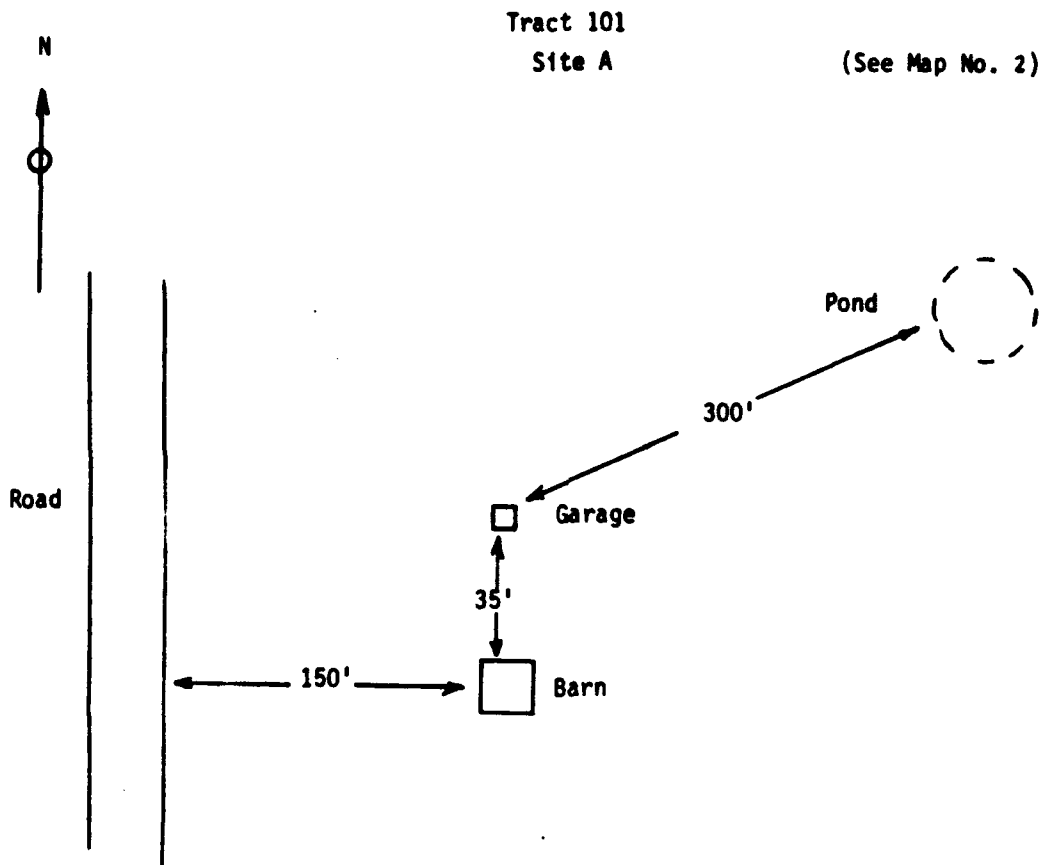 Tract 101
N
Site A
(See Map No. 2)
Pond
300'
Road
Garage
35'
150'
Barn